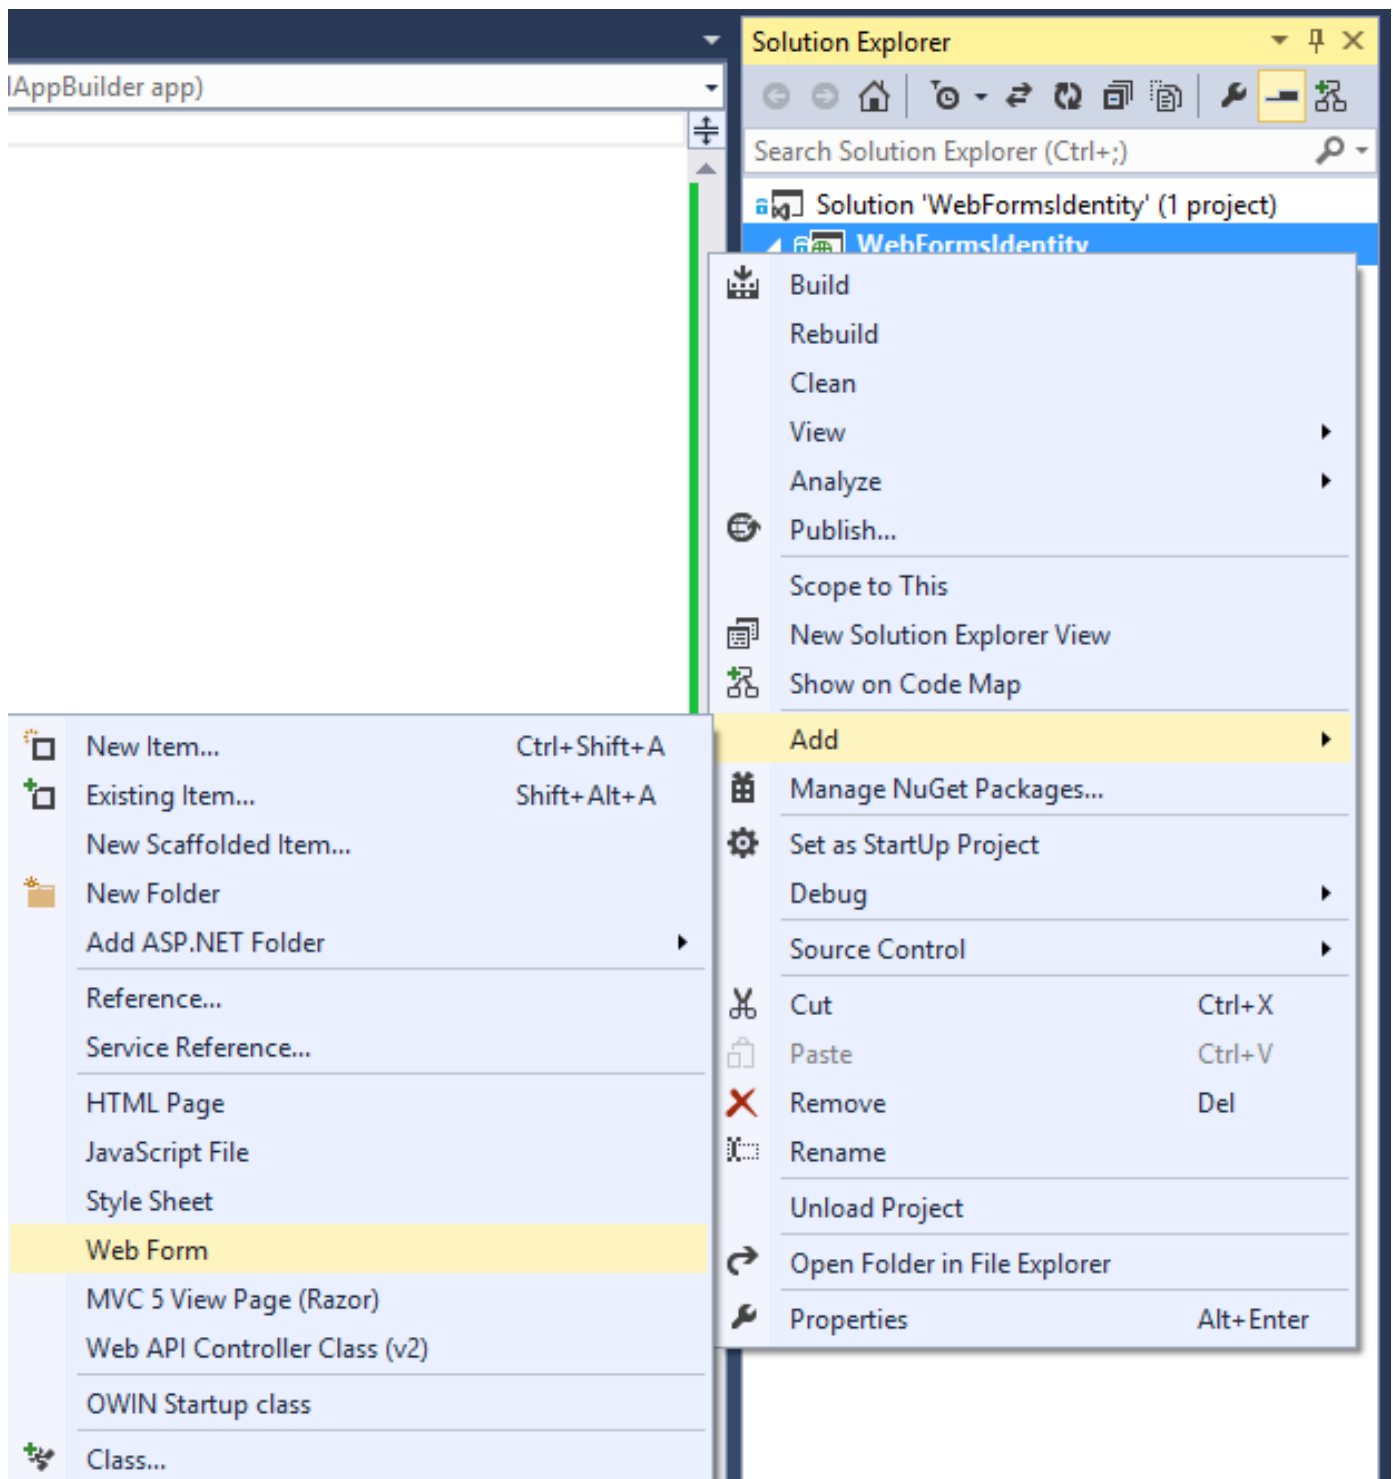 IAppBuilder app)
Solution Explorer
Search Solution Explorer (Ctrl+;)
Solution 'WebFormsIdentity' (1 project)
WebFormsIdentity
Build
Rebuild
Clean
View
Analyze
Publish...
Scope to This
New Solution Explorer View
Show on Code Map
Add
Manage NuGet Packages...
Set as StartUp Project
Debug
Source Control
Cut Ctrl+X
Paste Ctrl+V
Remove Del
Rename
Unload Project
Open Folder in File Explorer
Properties Alt+Enter
New Item... Ctrl+Shift+A
Existing Item... Shift+Alt+A
New Scaffolded Item...
New Folder
Add ASP.NET Folder
Reference...
Service Reference...
HTML Page
JavaScript File
Style Sheet
Web Form
MVC 5 View Page (Razor)
Web API Controller Class (v2)
OWIN Startup class
Class...